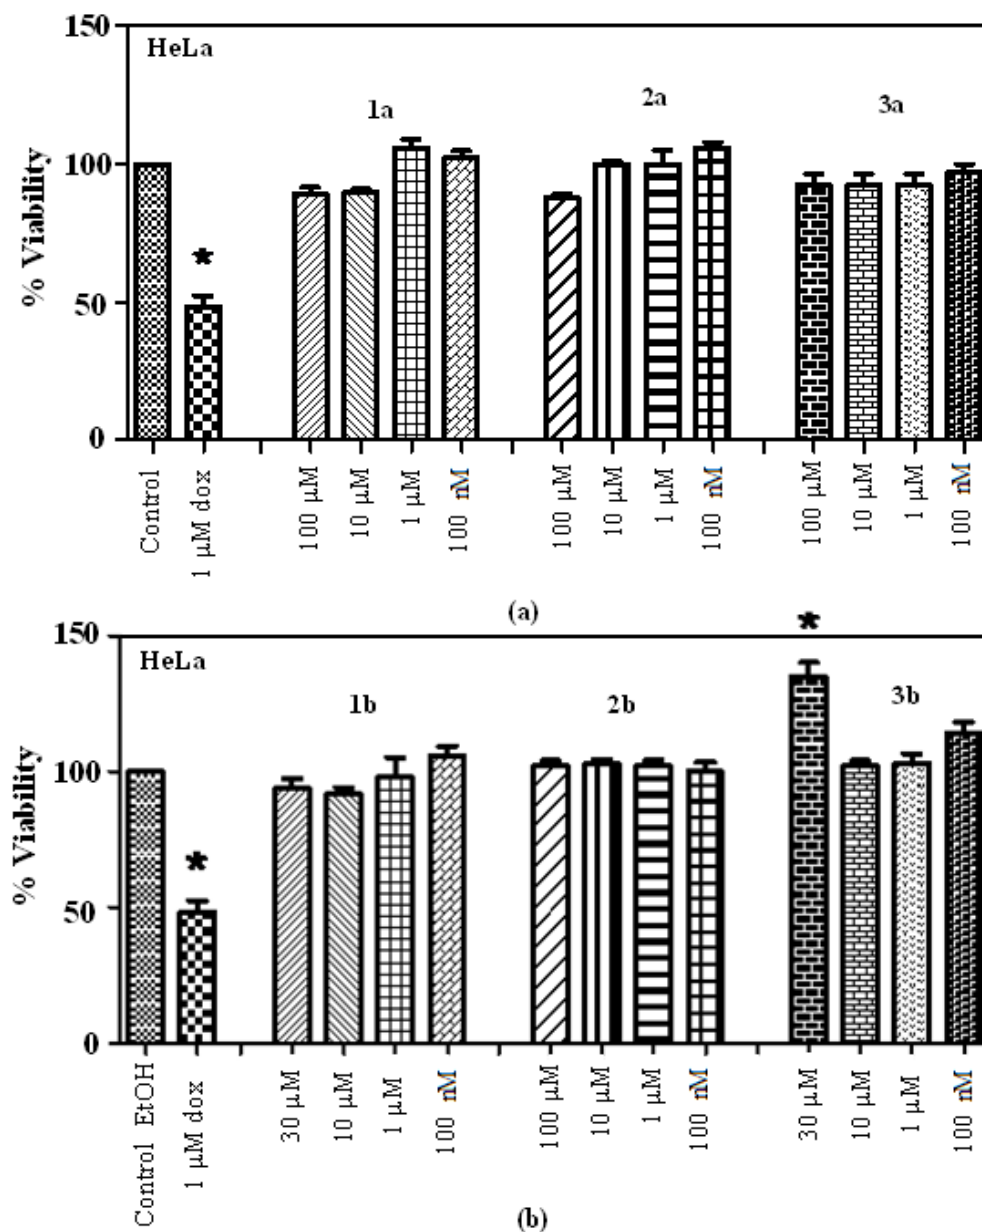 150
HeLa
1a
2a
3a
100
% Viability
*
50
0
Control
1 μM dox
100 μM
10 μM
1 μM
100 nM
100 μM
10 μM
1 μM
100 nM
100 μM
10 μM
1 μM
100 nM
(a)
150
*
HeLa
1b
2b
3b
100
% Viability
*
50
0
Control EtOH
1 μM dox
30 μM
10 μM
1 μM
100 nM
100 μM
10 μM
1 μM
100 nM
30 μM
10 μM
1 μM
100 nM
(b)